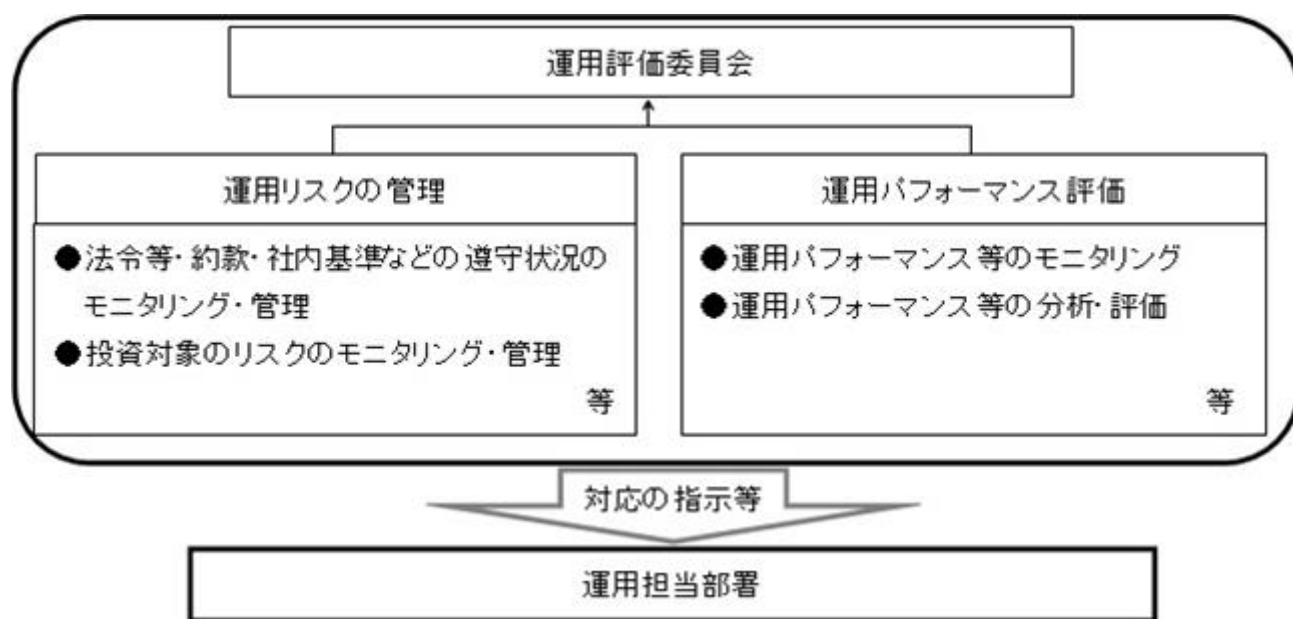 運用評価委員会
運用リスクの管理
●法令等・約款・社内基準などの遵守状況の
モニタリング・管理
●投資対象のリスクのモニタリング・管理
等
運用パフォーマンス評価
●運用パフォーマンス等のモニタリング
●運用パフォーマンス等の分析・評価
等
対応の指示等
運用担当部署